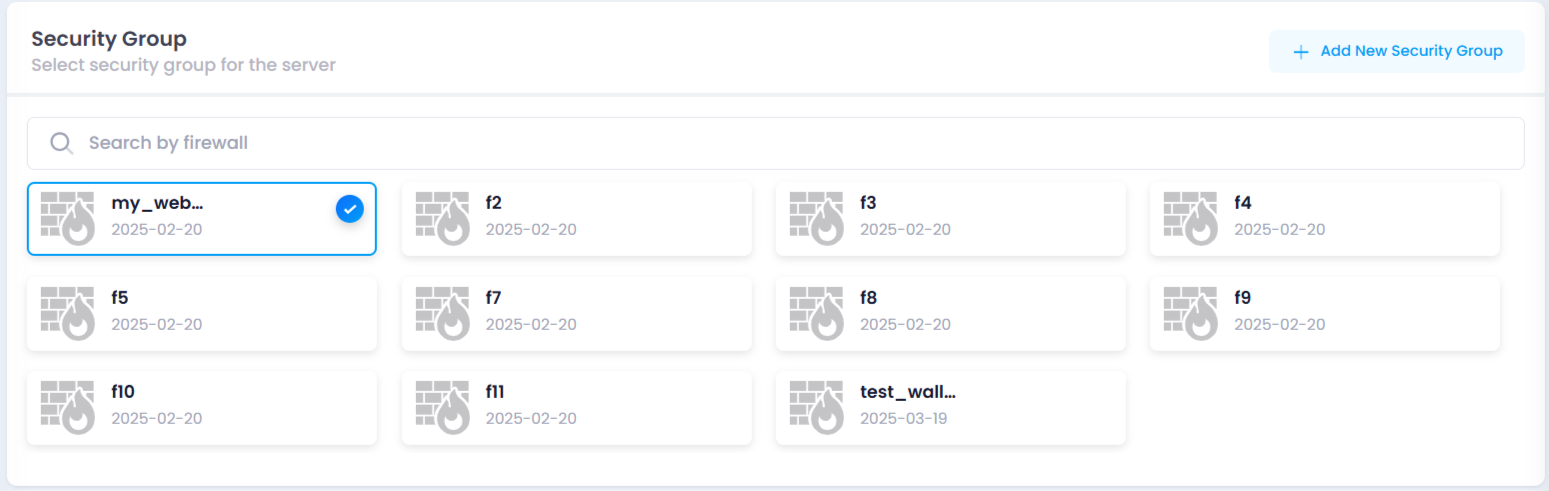 Security Group
Select security group for the server
+ Add New Security Group
Search by firewall
my_web...
2025-02-20
f2
2025-02-20
f3
2025-02-20
f4
2025-02-20
f5
2025-02-20
f7
2025-02-20
f8
2025-02-20
f9
2025-02-20
f10
2025-02-20
f11
2025-02-20
test_wall...
2025-03-19